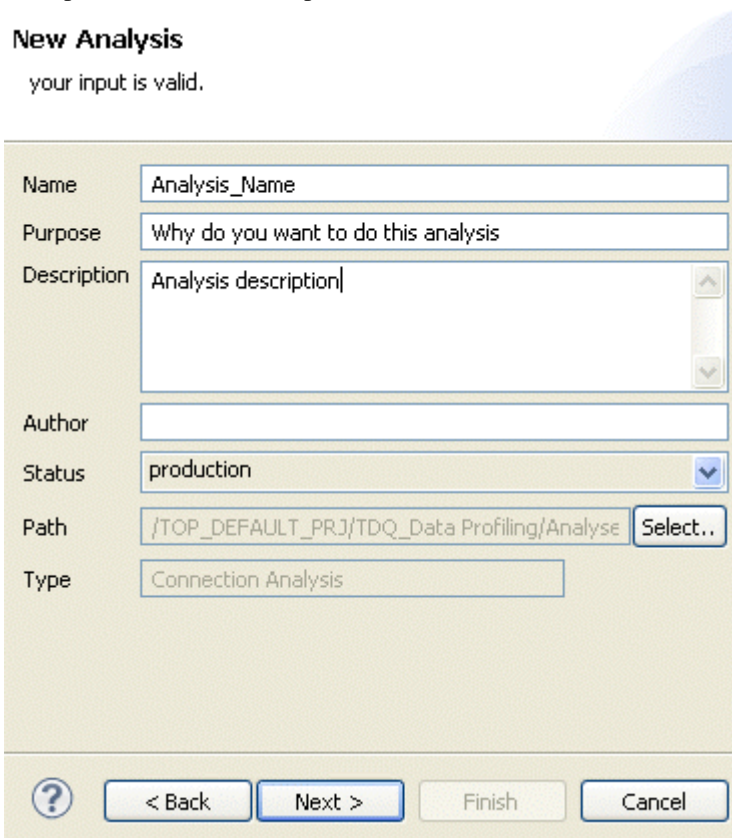 New Analysis
your input is valid.
Name Analysis_Name
Purpose Why do you want to do this analysis
Description Analysis description
Author
Status production
Path /TOP_DEFAULT_PRJ/TDQ_Data Profiling/Analyse Select..
Type Connection Analysis
? < Back Next > Finish Cancel